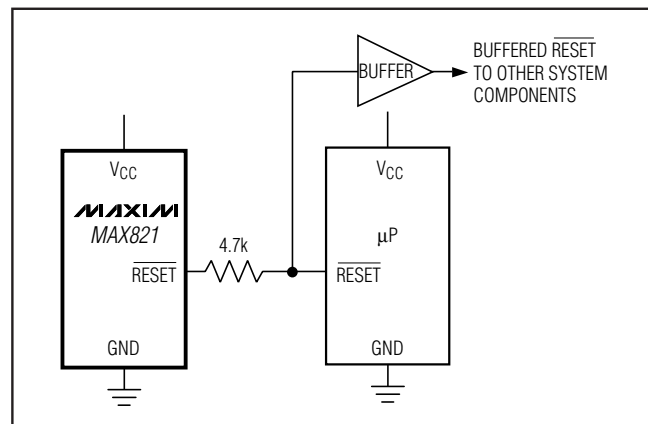 BUFFERED RESET
TO OTHER SYSTEM
COMPONENTS
BUFFER
VCC
MAXIM
MAX821
RESET
GND
4.7k
VCC
µP
RESET
GND